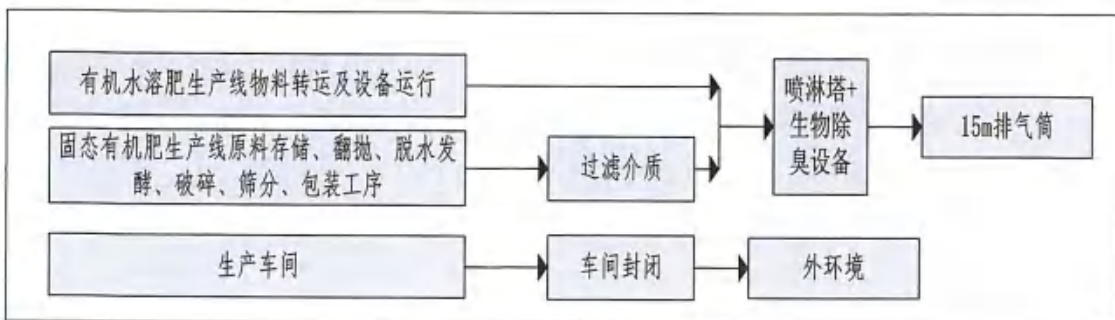 有机水溶肥生产线物料转运及设备运行
固态有机肥生产线原料存储、翻抛、脱水发
酵、破碎、筛分、包装工序
过滤介质
喷淋塔+
生物除
臭设备
15m排气筒
生产车间
车间封闭
外环境